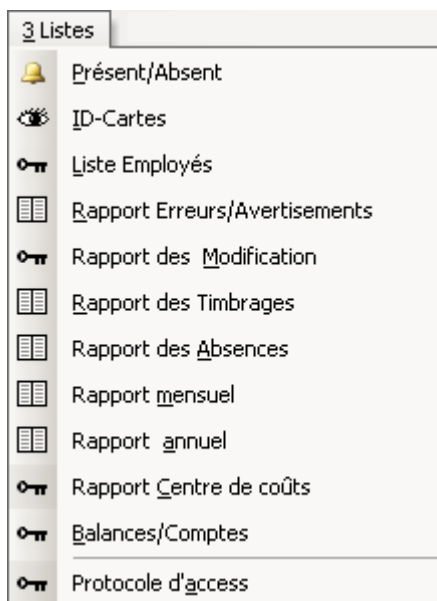 3 Listes
Présent/Absent
ID-Cartes
Liste Employés
Rapport Erreurs/Avertisements
Rapport des  Modification
Rapport des Timbrages
Rapport des Absences
Rapport mensuel
Rapport  annuel
Rapport Centre de coûts
Balances/Comptes
Protocole d'access